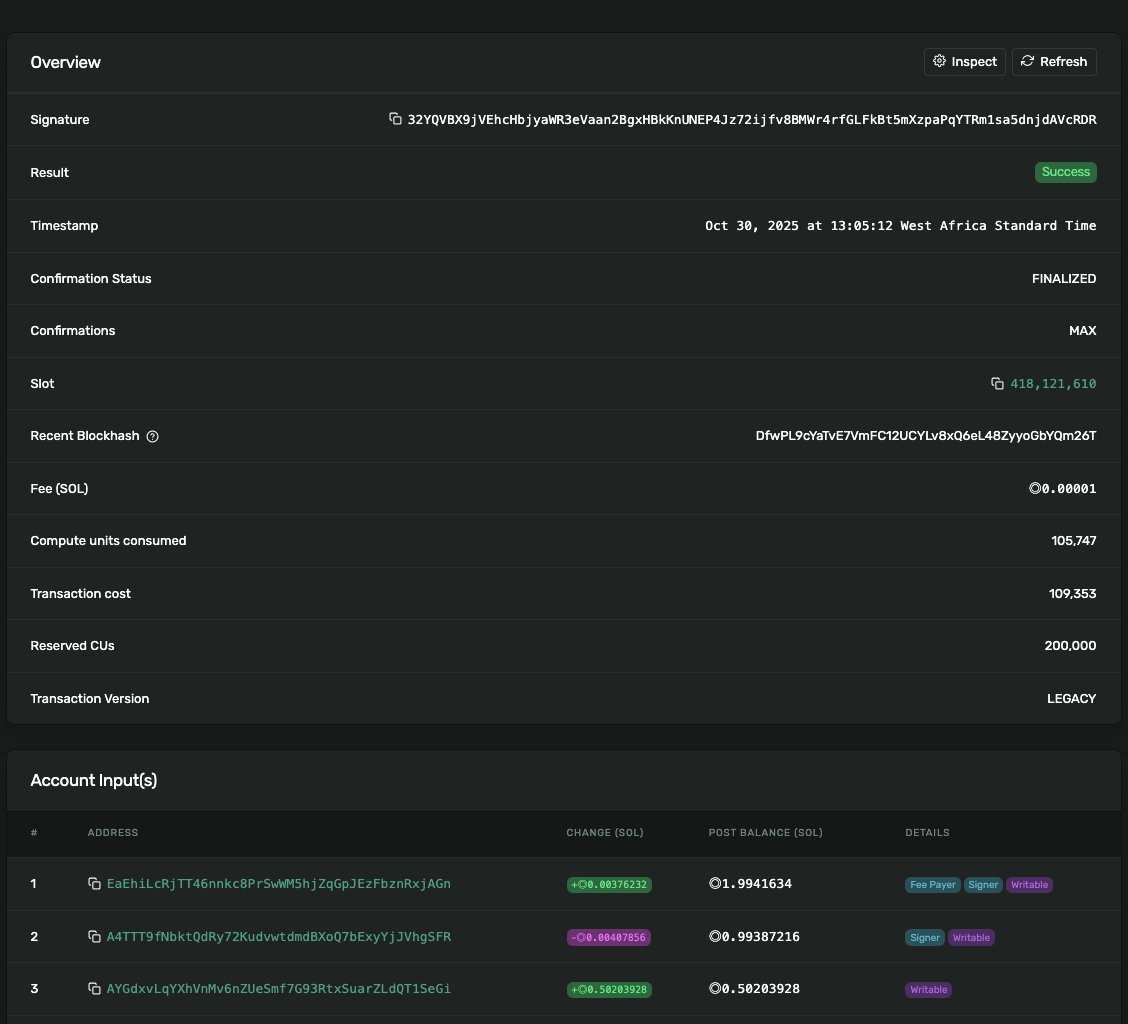 Overview
Inspect
Refresh
Signature 32YQVBX9jVEhcHbjyaWR3eVaan2BgxHBkKnUNEP4Jz72ijfv8BMWr4rfGLFkBt5mXzpaPqYTRm1sa5dnjdAVcRDR
Result Success
Timestamp Oct 30, 2025 at 13:05:12 West Africa Standard Time
Confirmation Status FINALIZED
Confirmations MAX
Slot 418,121,610
Recent Blockhash DfwPL9cYaTvE7VmFC12UCYLv8xQ6eL48ZyyoGbYQm26T
Fee (SOL) ◎0.00001
Compute units consumed 105,747
Transaction cost 109,353
Reserved CUs 200,000
Transaction Version LEGACY
Account Input(s)
# ADDRESS CHANGE (SOL) POST BALANCE (SOL) DETAILS
1 EaEhiLcRjTT46nnkc8PrSwWM5hjZqGpJEzFbznRxjAGn +◎0.00376232 ◎1.9941634 Fee Payer Signer Writable
2 A4TTT9fNbktQdRy72KudvwtdmdBXoQ7bExyYjJVhgSFR -◎0.00407856 ◎0.99387216 Signer Writable
3 AYGdxvLqYXhVnMv6nZUeSmf7G93RtxSuarZLdQT1SeGi +◎0.50203928 ◎0.50203928 Writable